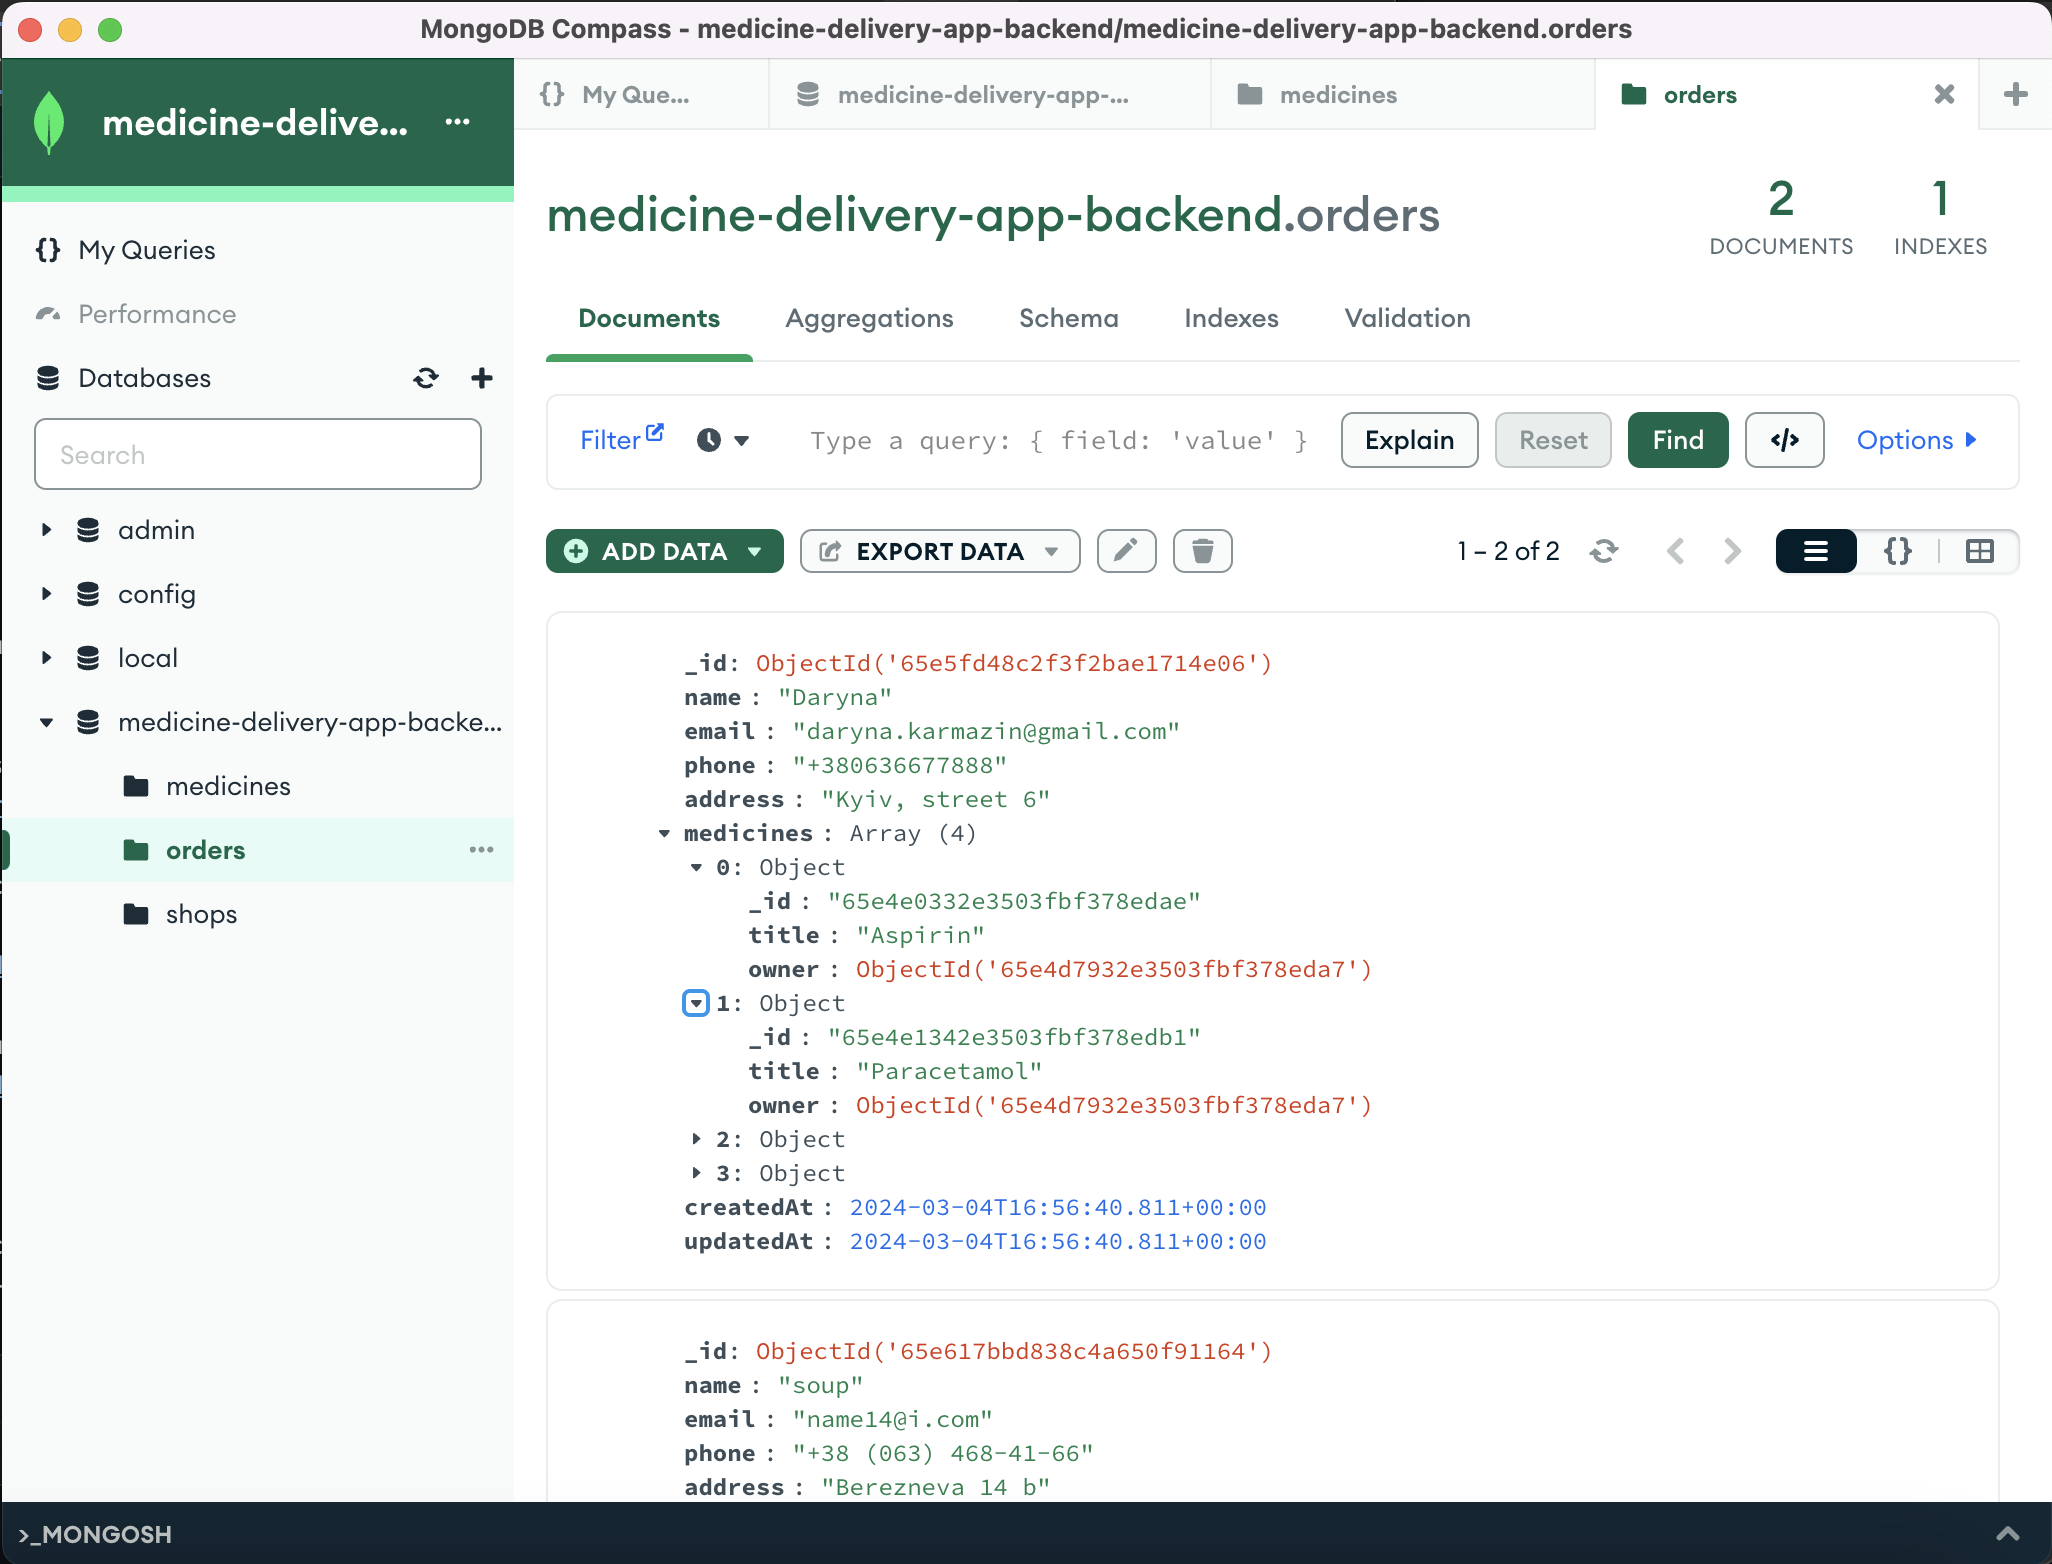 MongoDB Compass - medicine-delivery-app-backend/medicine-delivery-app-backend.orders
medicine-delive... ...
{} My Que...
medicine-delivery-app-...
medicines
orders
{} My Queries
Performance
Databases
Search
admin
config
local
medicine-delivery-app-backe...
medicines
orders
shops
medicine-delivery-app-backend.orders
2 DOCUMENTS
1 INDEXES
Documents Aggregations Schema Indexes Validation
Filter Type a query: { field: 'value' } Explain Reset Find </> Options
ADD DATA EXPORT DATA 1 – 2 of 2 {}
_id: ObjectId('65e5fd48c2f3f2bae1714e06')
name : "Daryna"
email : "daryna.karmazin@gmail.com"
phone : "+380636677888"
address : "Kyiv, street 6"
medicines : Array (4)
0: Object
_id : "65e4e0332e3503fbf378edae"
title : "Aspirin"
owner : ObjectId('65e4d7932e3503fbf378eda7')
1: Object
_id : "65e4e1342e3503fbf378edb1"
title : "Paracetamol"
owner : ObjectId('65e4d7932e3503fbf378eda7')
2: Object
3: Object
createdAt : 2024-03-04T16:56:40.811+00:00
updatedAt : 2024-03-04T16:56:40.811+00:00
_id: ObjectId('65e617bbd838c4a650f91164')
name : "soup"
email : "name14@i.com"
phone : "+38 (063) 468-41-66"
address : "Berezneva 14 b"
>_MONGOSH